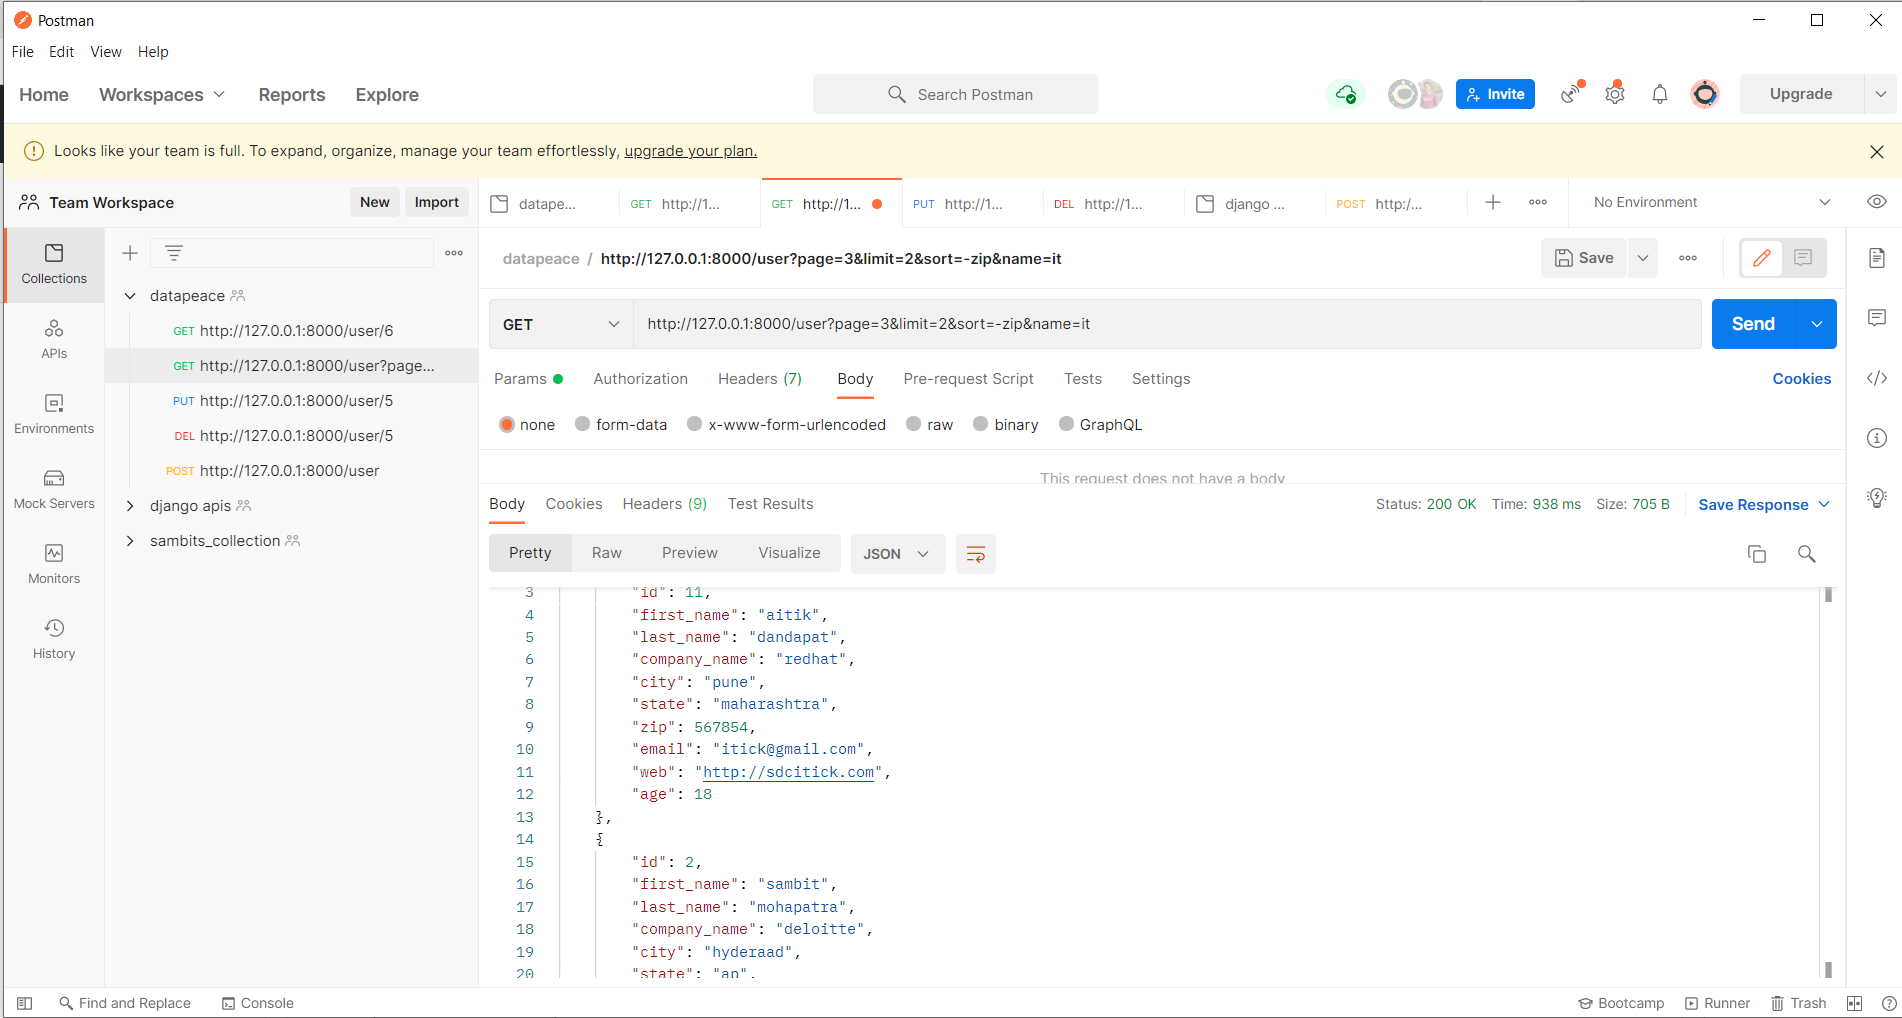 Postman
File Edit View Help
Home Workspaces Reports Explore
Search Postman
Invite
Upgrade
Looks like your team is full. To expand, organize, manage your team effortlessly, upgrade your plan.
Team Workspace
New
Import
datape...
GET http://1...
GET http://1...
PUT http://1...
DEL http://1...
django ...
POST http:/...
No Environment
Collections
APIs
Environments
Mock Servers
Monitors
History
datapeace
GET http://127.0.0.1:8000/user/6
GET http://127.0.0.1:8000/user?page...
PUT http://127.0.0.1:8000/user/5
DEL http://127.0.0.1:8000/user/5
POST http://127.0.0.1:8000/user
django apis
sambits_collection
datapeace / http://127.0.0.1:8000/user?page=3&limit=2&sort=-zip&name=it
Save
GET http://127.0.0.1:8000/user?page=3&limit=2&sort=-zip&name=it
Send
Params Authorization Headers (7) Body Pre-request Script Tests Settings
Cookies
none form-data x-www-form-urlencoded raw binary GraphQL
This request does not have a body
Body Cookies Headers (9) Test Results
Status: 200 OK Time: 938 ms Size: 705 B
Save Response
Pretty Raw Preview Visualize
JSON
3 "id": 11,
4 "first_name": "aitik",
5 "last_name": "dandapat",
6 "company_name": "redhat",
7 "city": "pune",
8 "state": "maharashtra",
9 "zip": 567854,
10 "email": "itick@gmail.com",
11 "web": "http://sdcitick.com",
12 "age": 18
13 },
14 {
15 "id": 2,
16 "first_name": "sambit",
17 "last_name": "mohapatra",
18 "company_name": "deloitte",
19 "city": "hyderaad",
20 "state": "ap",
Find and Replace Console
Bootcamp Runner Trash